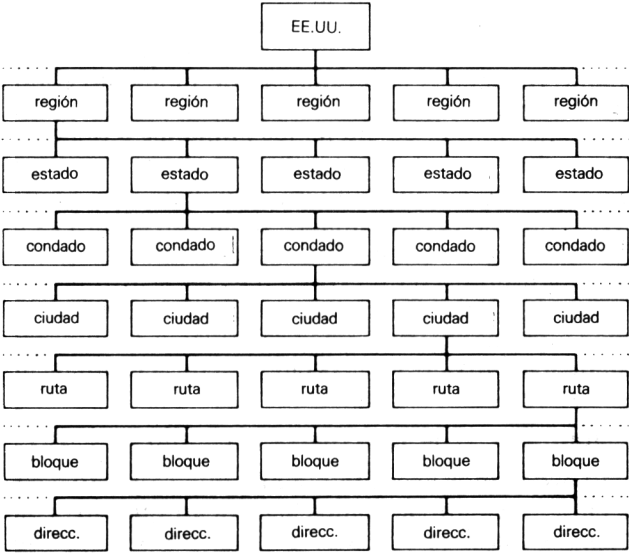 EE.UU.
región región región región región
estado estado estado estado estado
condado condado condado condado condado
ciudad ciudad ciudad ciudad ciudad
ruta ruta ruta ruta ruta
bloque bloque bloque bloque bloque
direcc. direcc. direcc. direcc. direcc.